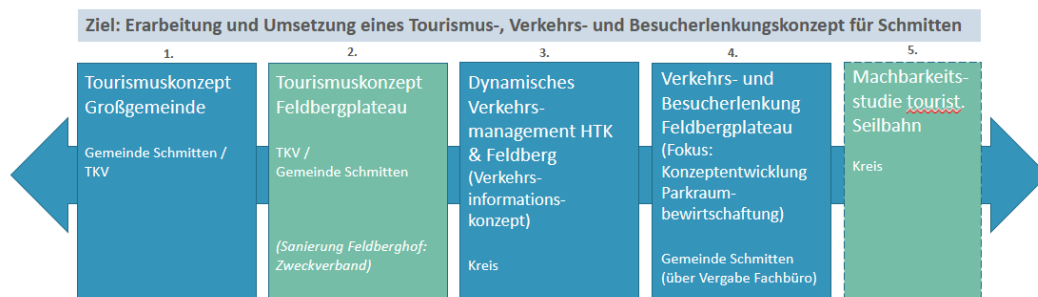 Ziel: Erarbeitung und Umsetzung eines Tourismus-, Verkehrs- und Besucherlenkungskonzept für Schmitten
1.
Tourismuskonzept
Großgemeinde
Gemeinde Schmitten /
TKV
2.
Tourismuskonzept
Feldbergplateau
TKV /
Gemeinde Schmitten
(Sanierung Feldberghof:
Zweckverband)
3.
Dynamisches
Verkehrs-
management HTK
& Feldberg
(Verkehrs-
informations-
konzept)
Kreis
4.
Verkehrs- und
Besucherlenkung
Feldbergplateau
(Fokus:
Konzeptentwicklung
Parkraum-
bewirtschaftung)
Gemeinde Schmitten
(über Vergabe Fachbüro)
5.
Machbarkeits-
studie tourist.
Seilbahn
Kreis